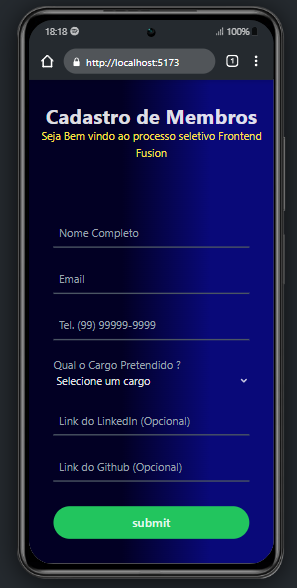 18:18
100%
http://localhost:5173
1
Cadastro de Membros
Seja Bem vindo ao processo seletivo Frontend
Fusion
Nome Completo
Email
Tel. (99) 99999-9999
Qual o Cargo Pretendido ?
Selecione um cargo
Link do LinkedIn (Opcional)
Link do Github (Opcional)
submit